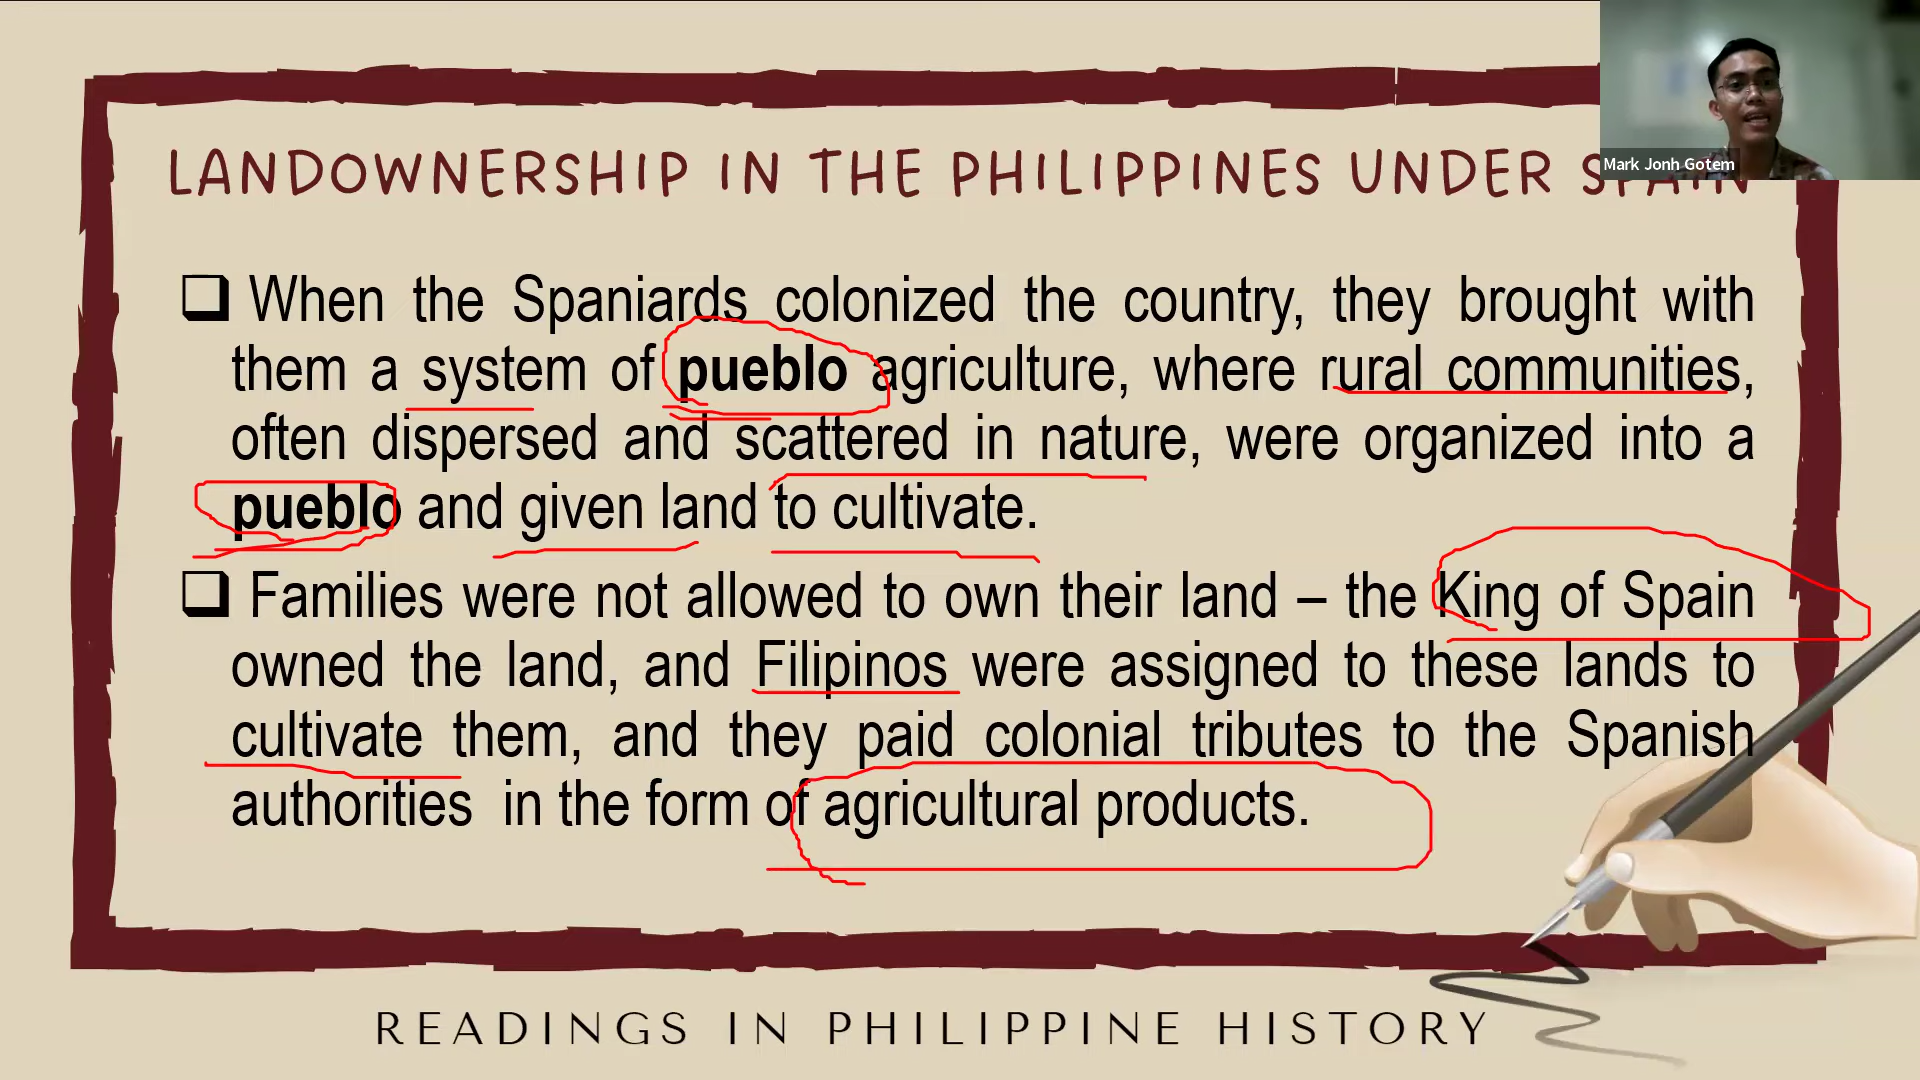 LANDOWNERSHIP IN THE PHILIPPINES UNDER SPAIN
Mark Jonh Gotem
When the Spaniards colonized the country, they brought with
them a system of pueblo agriculture, where rural communities,
often dispersed and scattered in nature, were organized into a
pueblo and given land to cultivate.
Families were not allowed to own their land – the King of Spain
owned the land, and Filipinos were assigned to these lands to
cultivate them, and they paid colonial tributes to the Spanish
authorities in the form of agricultural products.
READINGS IN PHILIPPINE HISTORY